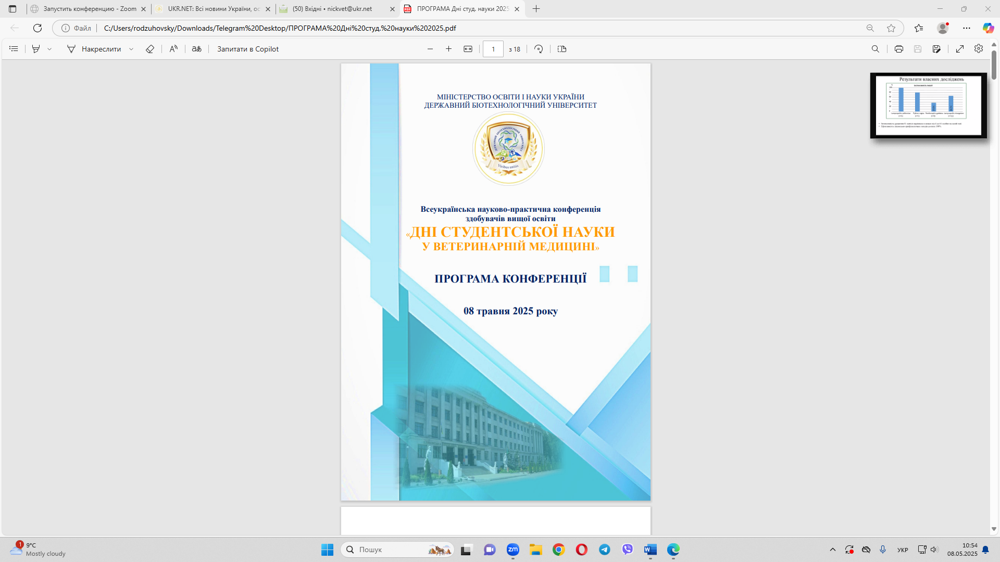 Запустить конференцию - Zoom
UKR.NET: Всі новини України, ос
(50) Вхідні • nickvet@ukr.net
ПРОГРАМА Дні студ. науки 2025
Файл
C:/Users/rodzuhovsky/Downloads/Telegram%20Desktop/ПРОГРАМА%20Дні%20студ.%20науки%202025.pdf
Накреслити
Запитати в Copilot
1
з 18
МІНІСТЕРСТВО ОСВІТИ І НАУКИ УКРАЇНИ
ДЕРЖАВНИЙ БІОТЕХНОЛОГІЧНИЙ УНІВЕРСИТЕТ
ДЕРЖАВНИЙ БІОТЕХНОЛОГІЧНИЙ УНІВЕРСИТЕТ
Viribus unitis
Всеукраїнська науково-практична конференція
здобувачів вищої освіти
«ДНІ СТУДЕНТСЬКОЇ НАУКИ
У ВЕТЕРИНАРНІЙ МЕДИЦИНІ»
ПРОГРАМА КОНФЕРЕНЦІЇ
08 травня 2025 року
Результати власних досліджень
1
9°C
Mostly cloudy
Пошук
УКР
10:54
08.05.2025